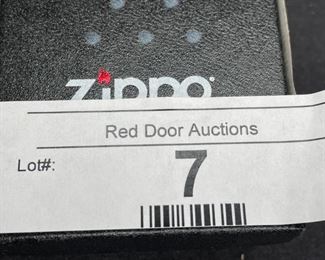 Zippo
Red Door Auctions
Lot#: 7